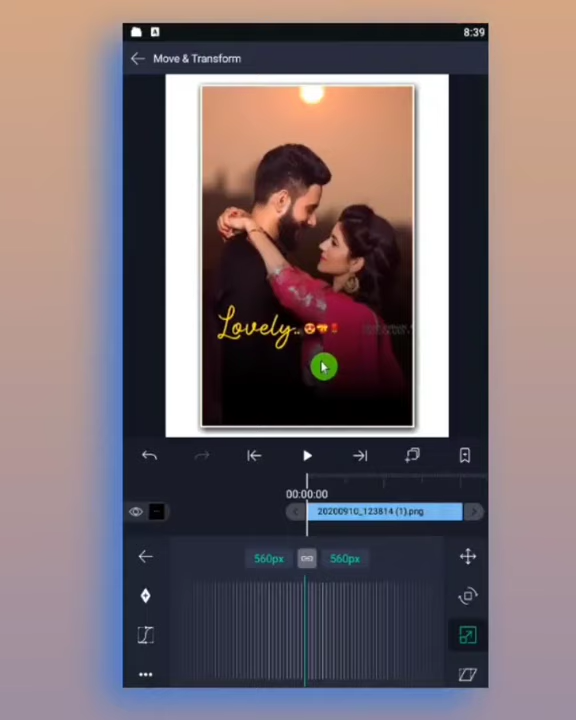 8:39
Move & Transform
Lovely..😍💝💄
00:00:00
20200910_123814 (1).png
560px
560px